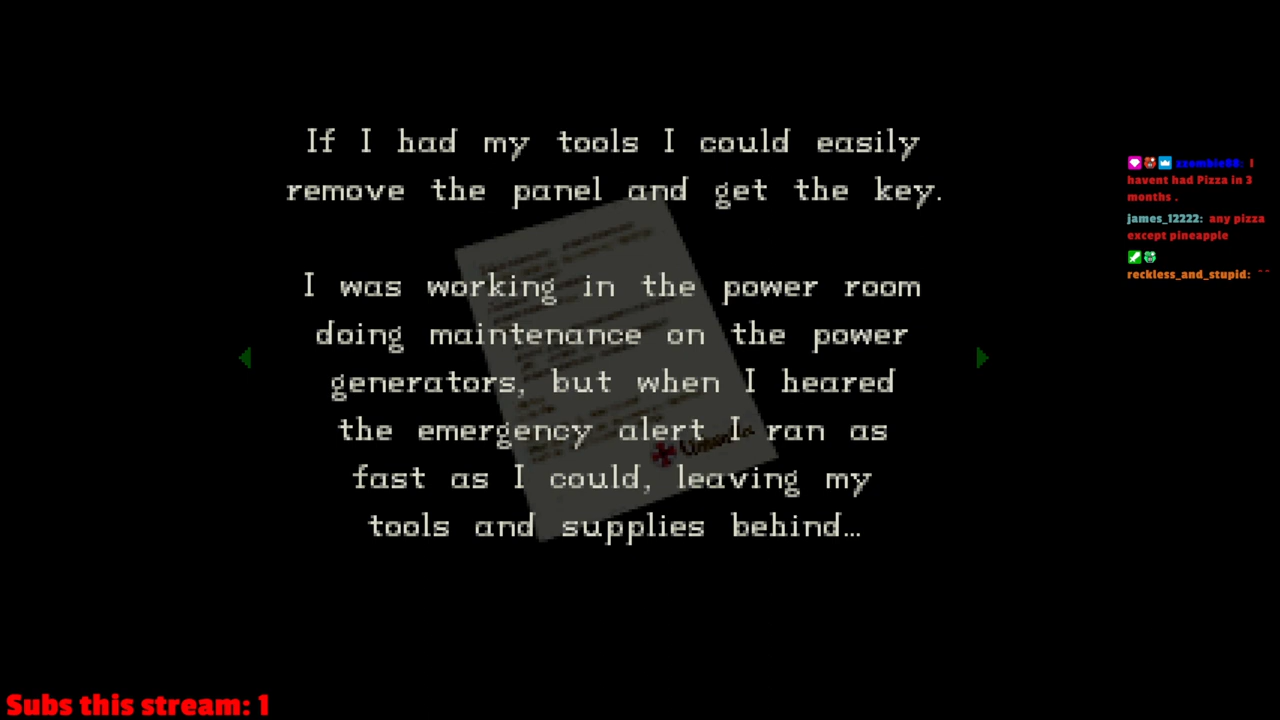 If I had my tools I could easily
remove the panel and get the key.
I was working in the power room
doing maintenance on the power
generators, but when I heared
the emergency alert I ran as
fast as I could, leaving my
tools and supplies behind…
xzombie88: I
havent had Pizza in 3
months .
james_12222: any pizza
except pineapple
reckless_and_stupid: ^^
Subs this stream: 1